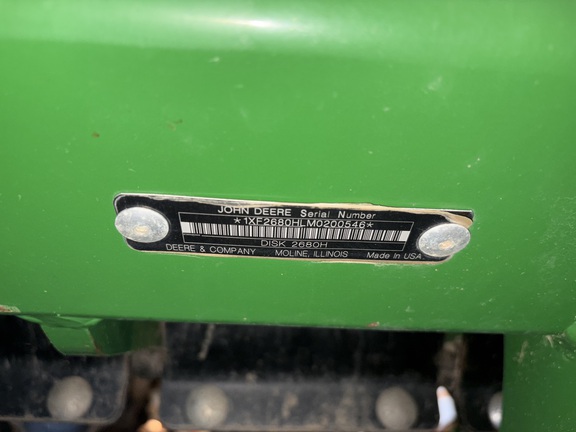 JOHN DEERE Serial Number
*1XF2680HLM0200546*
DISK 2680H
DEERE & COMPANY MOLINE, ILLINOIS Made In USA